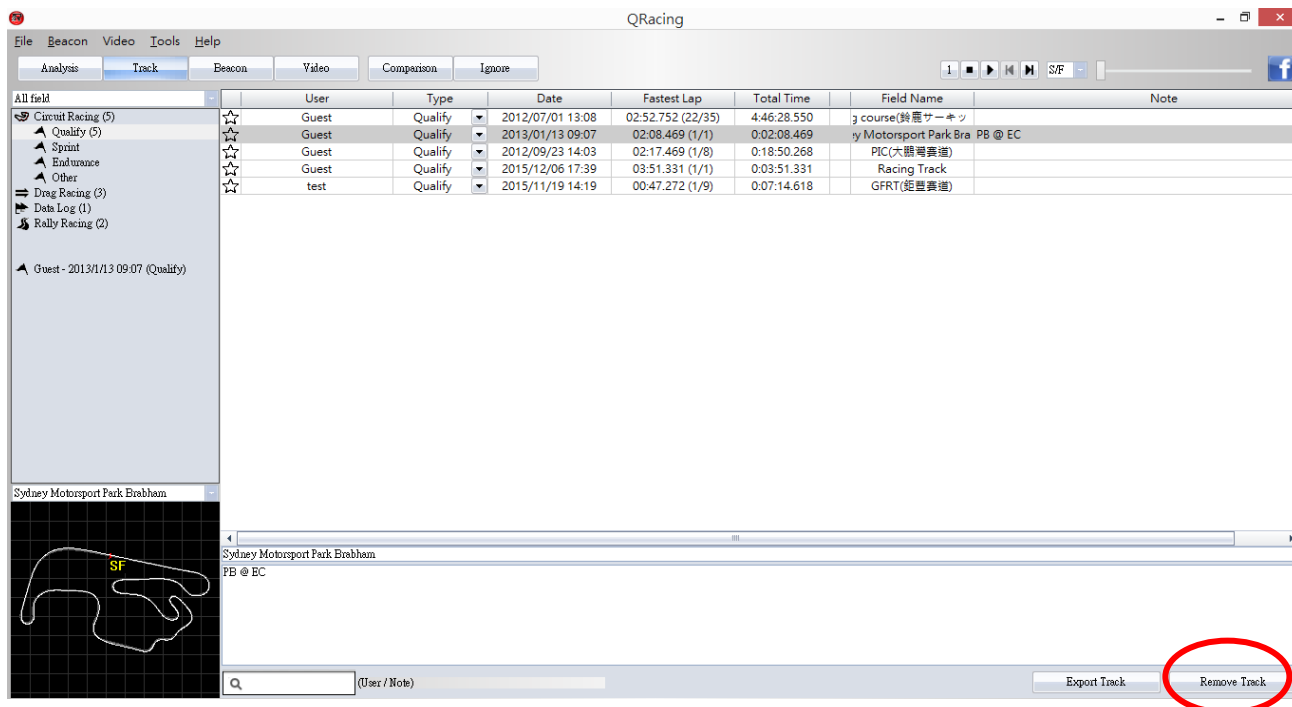 QRacing
File Beacon Video Tools Help
Analysis Track Beacon Video Comparison Ignore 1 S/F f
All field User Type Date Fastest Lap Total Time Field Name Note
Circuit Racing (5)
Qualify (5)
Sprint
Endurance
Other
Drag Racing (3)
Data Log (1)
Rally Racing (2)
Guest - 2013/1/13 09:07 (Qualify)
Guest Qualify 2012/07/01 13:08 02:52.752 (22/35) 4:46:28.550 g course(鈴鹿サーキッ
Guest Qualify 2013/01/13 09:07 02:08.469 (1/1) 0:02:08.469 y Motorsport Park Bra PB @ EC
Guest Qualify 2012/09/23 14:03 02:17.469 (1/8) 0:18:50.268 PIC(大鵬灣賽道)
Guest Qualify 2015/12/06 17:39 03:51.331 (1/1) 0:03:51.331 Racing Track
test Qualify 2015/11/19 14:19 00:47.272 (1/9) 0:07:14.618 GFRT(鉅豐賽道)
Sydney Motorsport Park Brabham
SF
Sydney Motorsport Park Brabham
PB @ EC
(User / Note) Export Track Remove Track